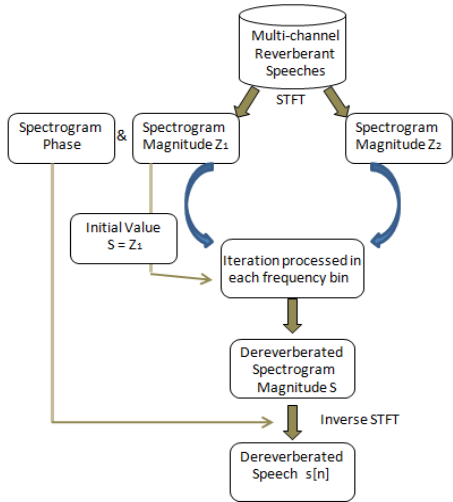 Multi-channel
Reverberant
Speeches
STFT
Spectrogram
Phase
&
Spectrogram
Magnitude Z₁
Spectrogram
Magnitude Z₂
Initial Value
S = Z₁
Iteration processed in
each frequency bin
Dereverberated
Spectrogram
Magnitude S
Inverse STFT
Dereverberated
Speech s[n]